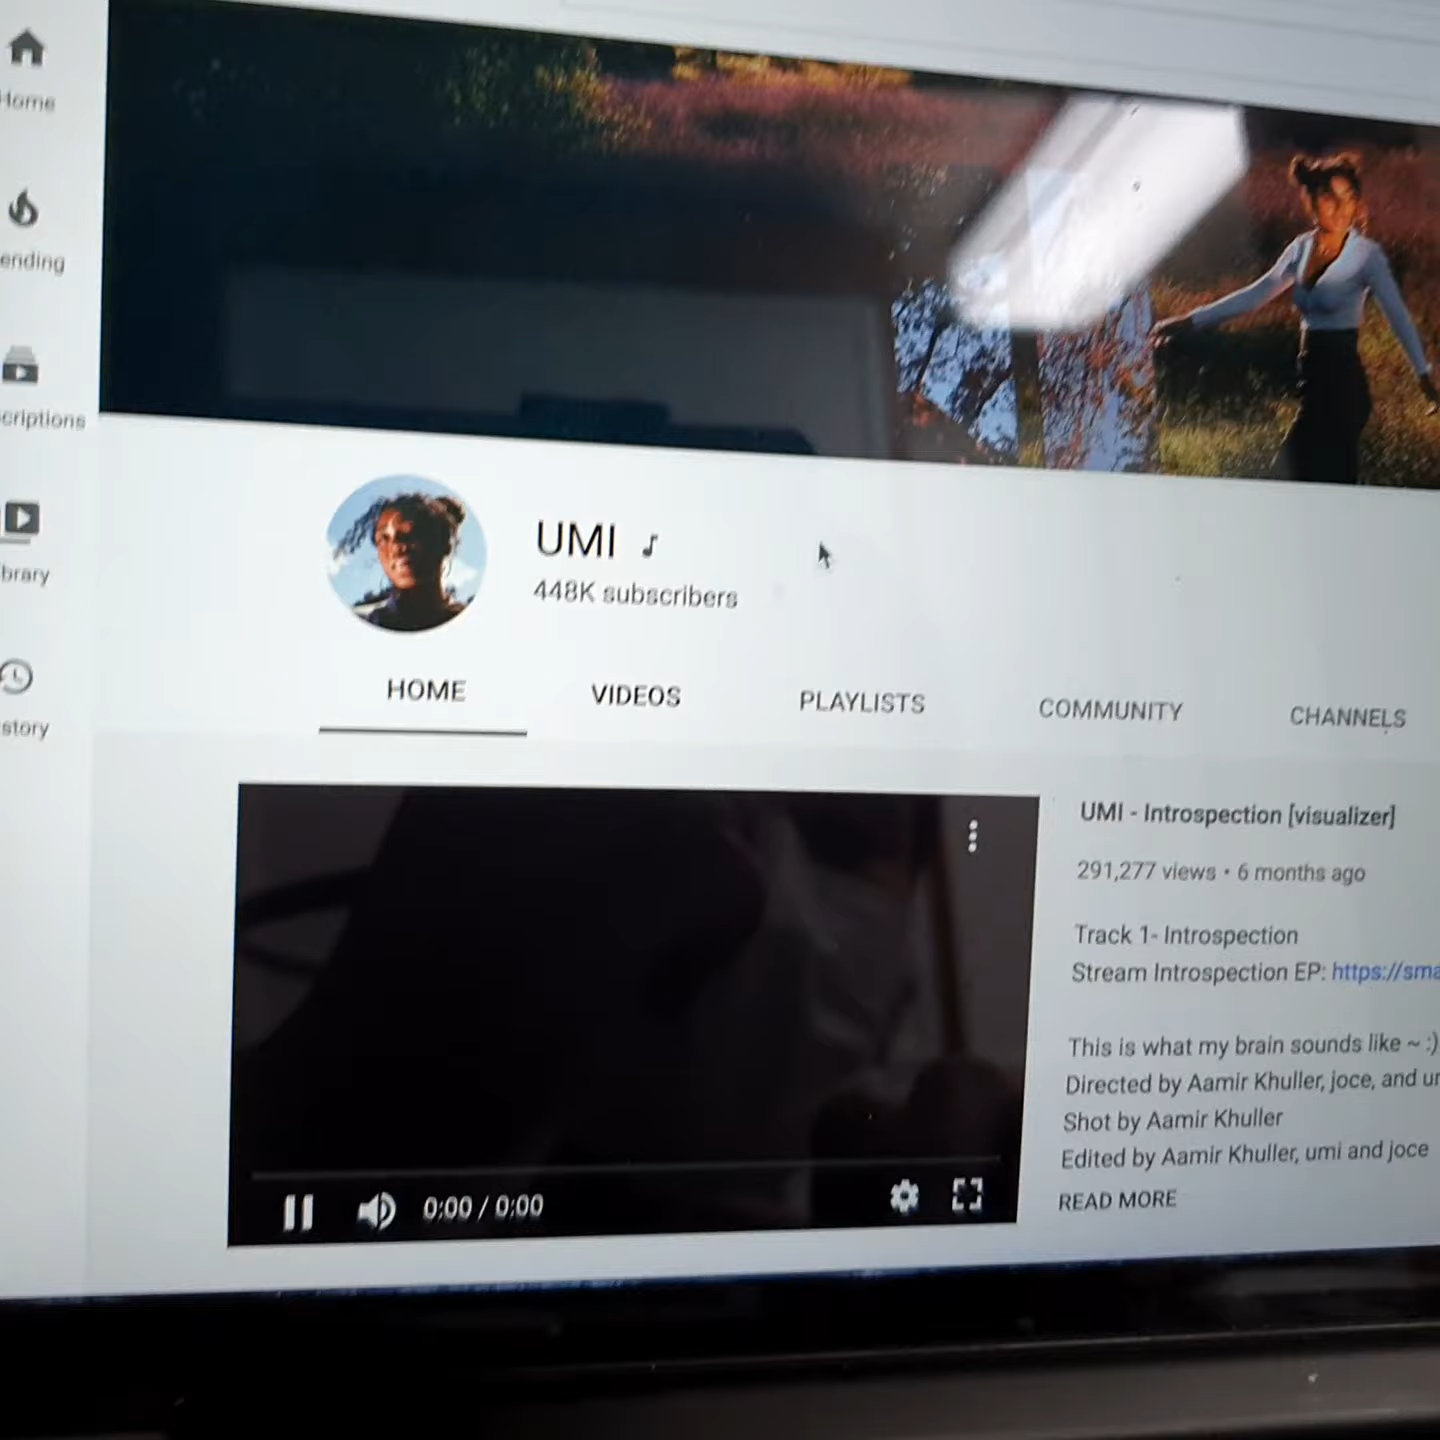 Home
ending
criptions
brary
story
UMI
448K subscribers
HOME VIDEOS PLAYLISTS COMMUNITY CHANNELS
0:00 / 0:00
UMI - Introspection [visualizer]
291,277 views • 6 months ago
Track 1- Introspection
Stream Introspection EP: https://sma
This is what my brain sounds like ~ :)
Directed by Aamir Khuller, joce, and
Shot by Aamir Khuller
Edited by Aamir Khuller, umi and joce
READ MORE